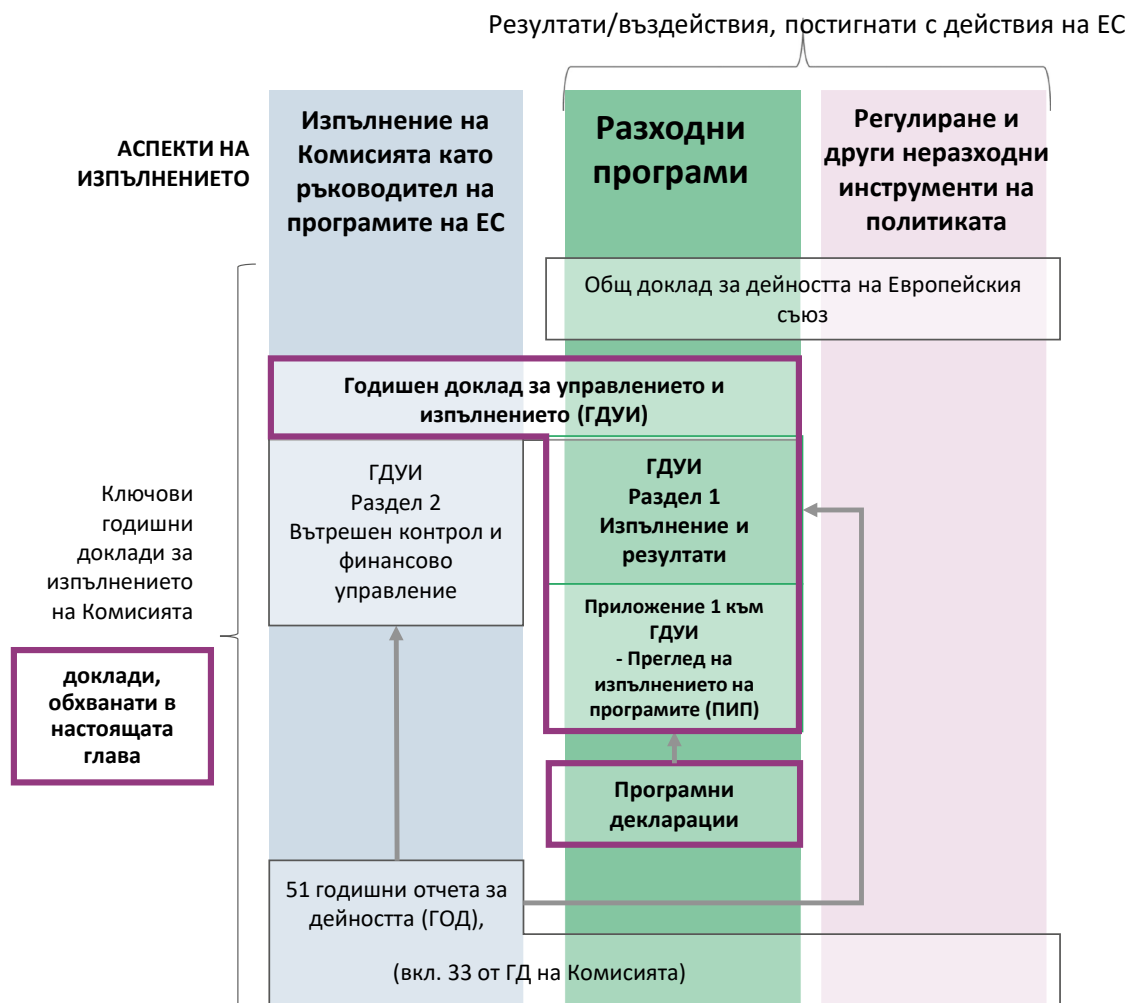 Резултати/въздействия, постигнати с действия на ЕС
АСПЕКТИ НА
ИЗПЪЛНЕНИЕТО
Изпълнение на
Комисията като
ръководител на
програмите на ЕС
Разходни
програми
Регулиране и
други неразходни
инструменти на
политиката
Общ доклад за дейността на Европейския
съюз
Годишен доклад за управлението и
изпълнението (ГДУИ)
Ключови
годишни
доклади за
изпълнението
на Комисията
ГДУИ
Раздел 2
Вътрешен контрол и
финансово
управление
ГДУИ
Раздел 1
Изпълнение и
резултати
Приложение 1 към
ГДУИ
- Преглед на
изпълнението на
програмите (ПИП)
доклади,
обхванати в
настоящата
глава
Програмни
декларации
51 годишни отчета за
дейността (ГОД),
(вкл. 33 от ГД на Комисията)